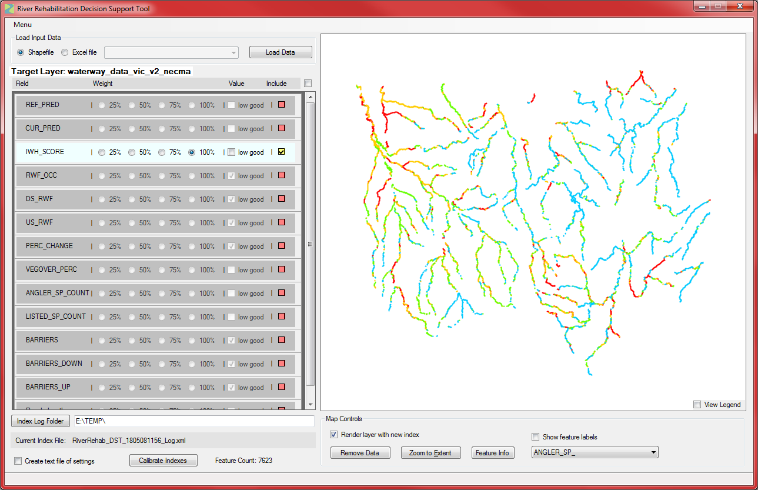 River Rehabilitation Decision Support Tool
Menu
Load Input Data
Shapefile Excel file Load Data
Target Layer: waterway_data_vic_v2_necma
Field Weight Value Include
REF_PRED 25% 50% 75% 100% low good
CUR_PRED 25% 50% 75% 100% low good
IWH_SCORE 25% 50% 75% 100% low good
RWF_OCC 25% 50% 75% 100% low good
DS_RWF 25% 50% 75% 100% low good
US_RWF 25% 50% 75% 100% low good
PERC_CHANGE 25% 50% 75% 100% low good
VEGOVER_PERC 25% 50% 75% 100% low good
ANGLER_SP_COUNT 25% 50% 75% 100% low good
LISTED_SP_COUNT 25% 50% 75% 100% low good
BARRIERS 25% 50% 75% 100% low good
BARRIERS_DOWN 25% 50% 75% 100% low good
BARRIERS_UP 25% 50% 75% 100% low good
View Legend
Index Log Folder E:\TEMP\
Current Index File: RiverRehab_DST_1805081156_Log.xml
Create text file of settings Calibrate Indexes Feature Count: 7623
Map Controls
Render layer with new index Show feature labels
Remove Data Zoom to Extent Feature Info ANGLER_SP_